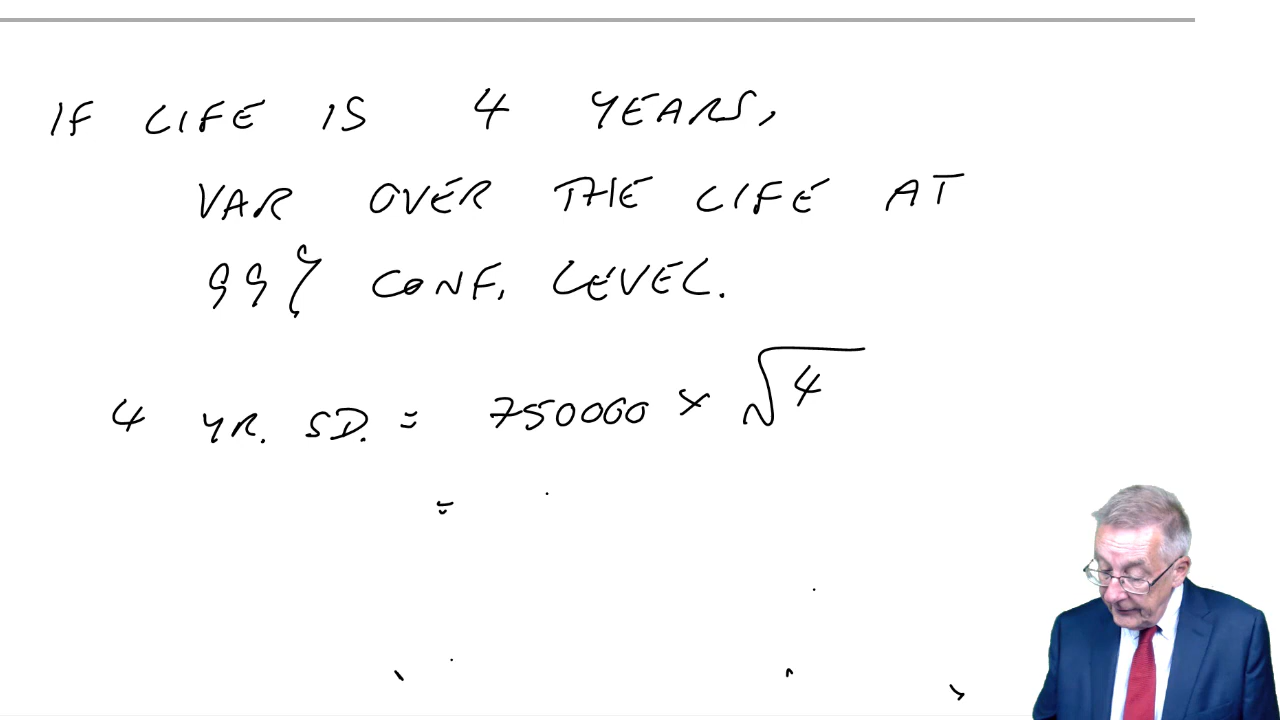 IF LIFE IS 4 YEARS,
VAR OVER THE LIFE AT
99% CONF. LEVEL.
4 YR. SD. = 750000 × √4
=